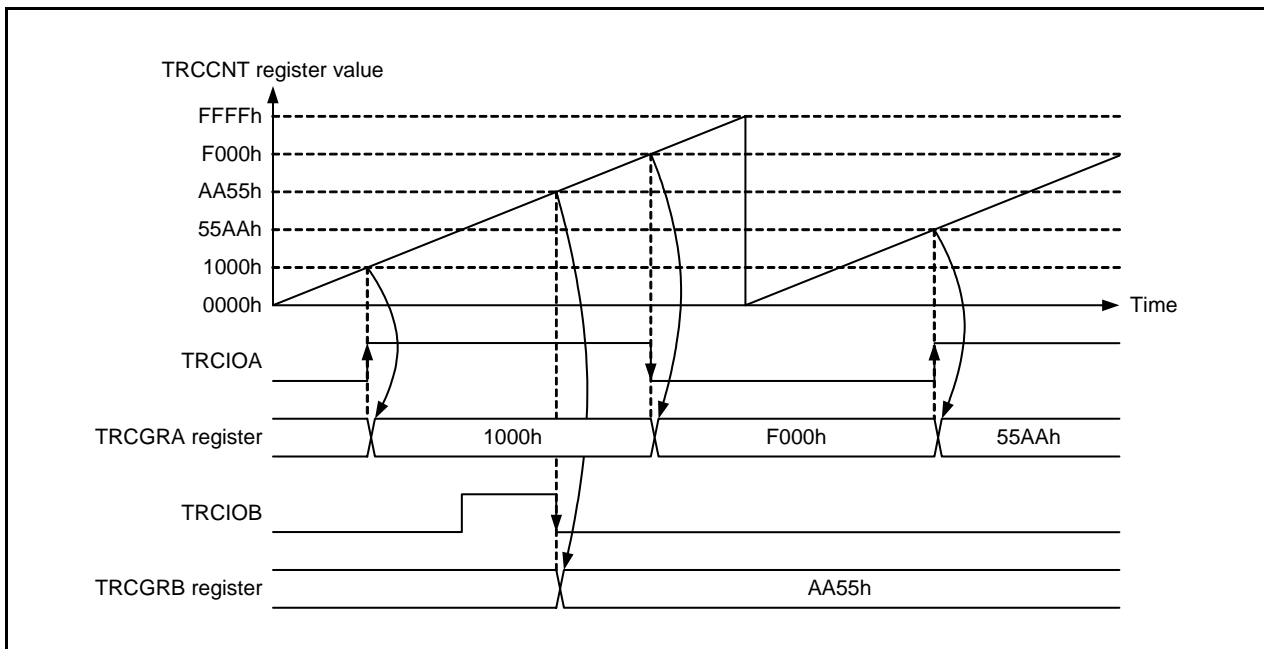 TRCCNT register value
FFFFh
F000h
AA55h
55AAh
1000h
0000h
Time
TRCIOA
TRCGRA register 1000h F000h 55AAh
TRCIOB
TRCGRB register AA55h